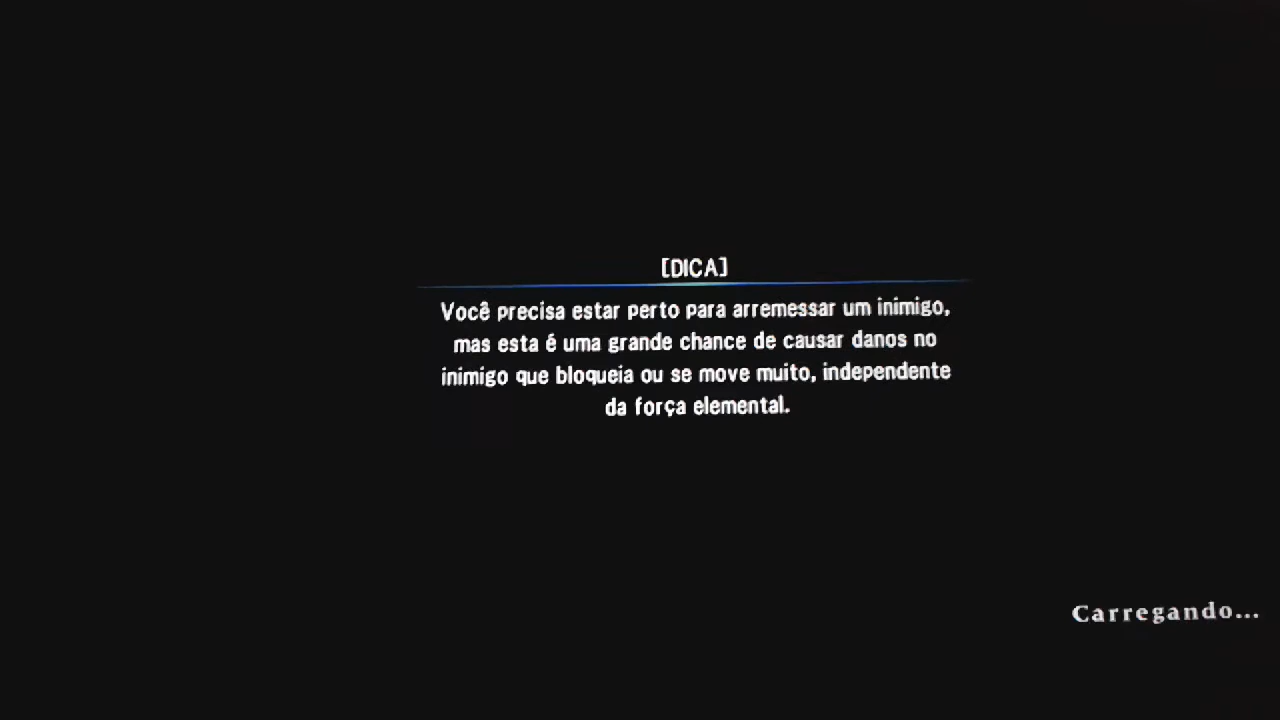 [DICA]
Você precisa estar perto para arremessar um inimigo,
mas esta é uma grande chance de causar danos no
inimigo que bloqueia ou se move muito, independente
da força elemental.
Carregando...